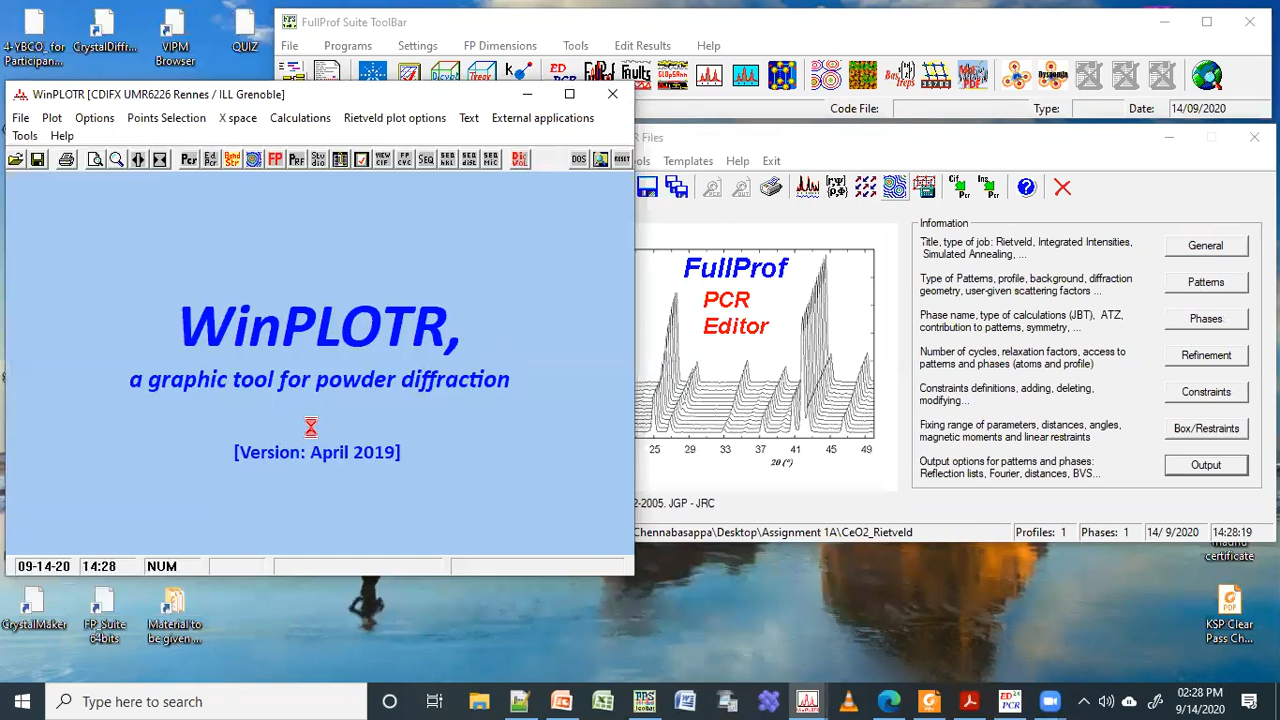 4-YBCO_ for
Participan...
CrystalDiffr...
VIPM
Browser
QUIZ
FullProf Suite ToolBar
File Programs Settings FP Dimensions Tools Edit Results Help
Code File: Type: Date: 14/09/2020
WinPLOTR [CDIFX UMR6226 Rennes / ILL Grenoble]
File Plot Options Points Selection X space Calculations Rietveld plot options Text External applications
Tools Help
WinPLOTR,
a graphic tool for powder diffraction
[Version: April 2019]
09-14-20 14:28 NUM
R Files
ols Templates Help Exit
FullProf
PCR
Editor
25 29 33 37 41 45 49
2θ (°)
2-2005. JGP - JRC
Information
Title, type of job: Rietveld, Integrated Intensities,
Simulated Annealing, ...
General
Type of Patterns, profile, background, diffraction
geometry, user-given scattering factors ...
Patterns
Phase name, type of calculations (JBT), ATZ,
contribution to patterns, symmetry, ...
Phases
Number of cycles, relaxation factors, access to
patterns and phases (atoms and profile)
Refinement
Constraints definitions, adding, deleting,
modifying...
Constraints
Fixing range of parameters, distances, angles,
magnetic moments and linear restraints
Box/Restraints
Output options for patterns and phases:
Reflection lists, Fourier, distances, BVS...
Output
Chennabasappa\Desktop\Assignment 1A\CeO2_Rietveld Profiles: 1 Phases: 1 14/ 9/2020 14:28:19
certificate
CrystalMaker
FP_Suite
64bits
Material to
be given ...
KSP Clear
Pass Ch...
Type here to search
02:28 PM
9/14/2020